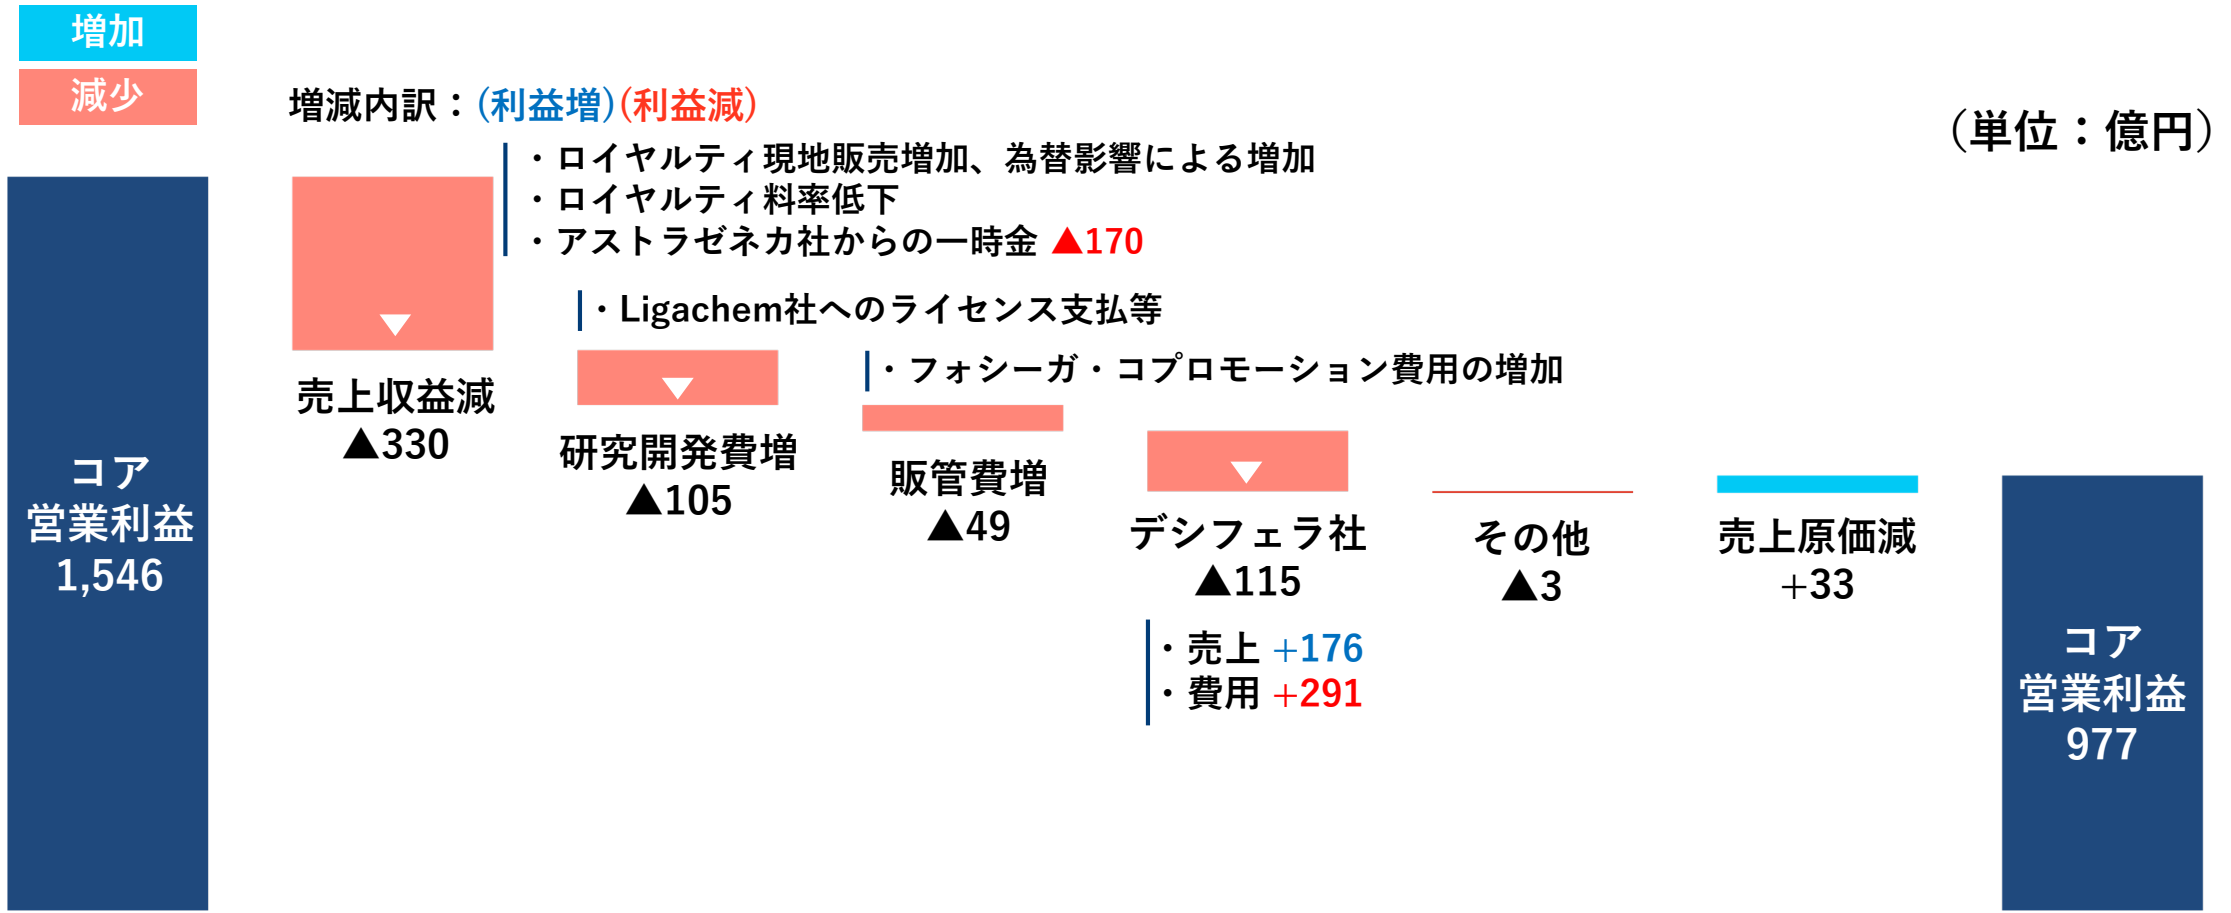 増加
減少
増減内訳：(利益増)(利益減)
（単位：億円）
・ロイヤルティ現地販売増加、為替影響による増加
・ロイヤルティ料率低下
・アストラゼネカ社からの一時金 ▲170
・Ligachem社へのライセンス支払等
・フォシーガ・コプロモーション費用の増加
コア
営業利益
1,546
売上収益減
▲330
研究開発費増
▲105
販管費増
▲49
デシフェラ社
▲115
・売上 +176
・費用 +291
その他
▲3
売上原価減
+33
コア
営業利益
977